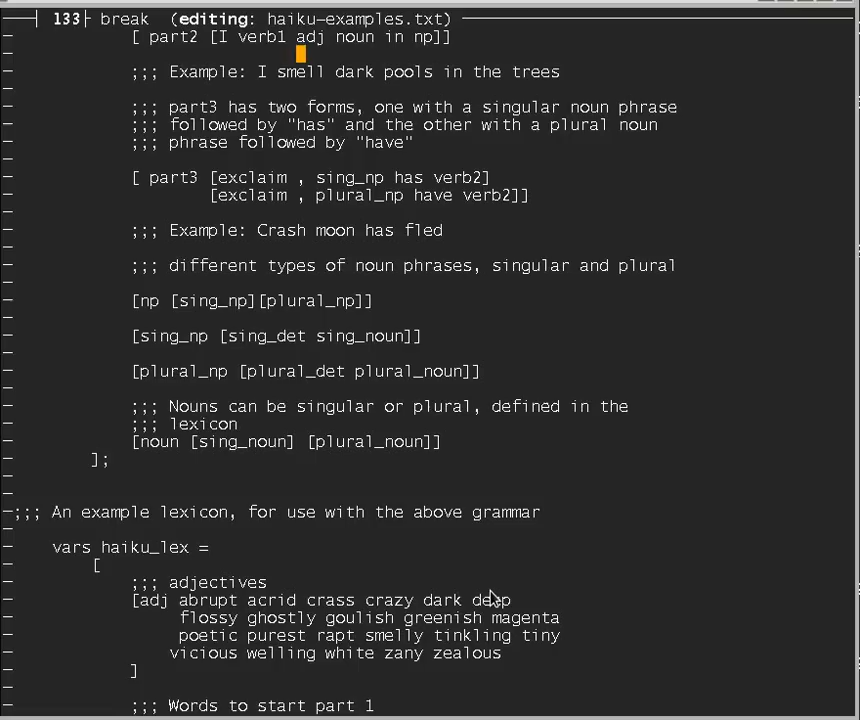 133 break (editing: haiku-examples.txt)
[ part2 [I verb1 adj noun in np]]
;;; Example: I smell dark pools in the trees
;;; part3 has two forms, one with a singular noun phrase
;;; followed by "has" and the other with a plural noun
;;; phrase followed by "have"
[ part3 [exclaim , sing_np has verb2]
[exclaim , plural_np have verb2]]
;;; Example: Crash moon has fled
;;; different types of noun phrases, singular and plural
[np [sing_np][plural_np]]
[sing_np [sing_det sing_noun]]
[plural_np [plural_det plural_noun]]
;;; Nouns can be singular or plural, defined in the
;;; lexicon
[noun [sing_noun] [plural_noun]]
];
;;; An example lexicon, for use with the above grammar
vars haiku_lex =
[
;;; adjectives
[adj abrupt acrid crass crazy dark deep
flossy ghostly goulish greenish magenta
poetic purest rapt smelly tinkling tiny
vicious welling white zany zealous
]
;;; Words to start part 1